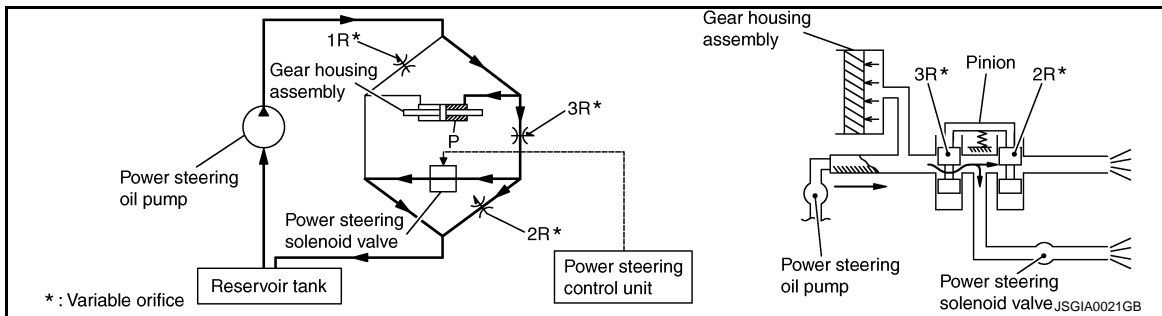 1R*
Gear housing
assembly
3R*
P
Power steering
oil pump
Power steering
solenoid valve
2R*
Reservoir tank
Power steering
control unit
* : Variable orifice
Gear housing
assembly
Pinion
3R*
2R*
Power steering
oil pump
Power steering
solenoid valve
JSGIA0021GB